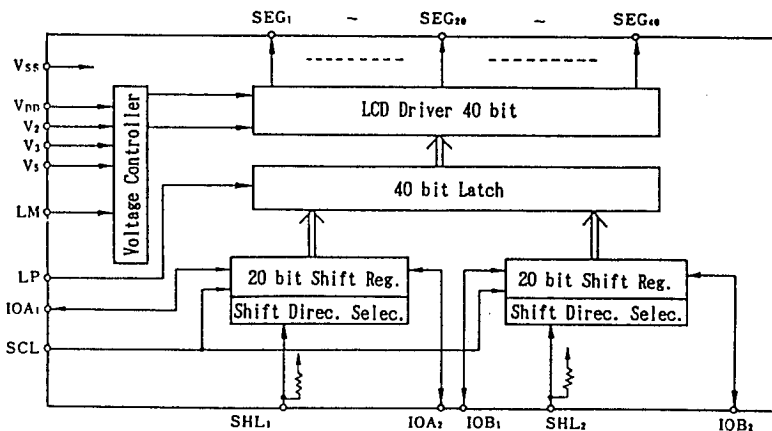 SEG₁ ~ SEG₂₀ ~ SEG₄₀
VSS
VDD
V₂
V₃
V₅
LM
LP
IOA₁
SCL
Voltage Controller
LCD Driver 40 bit
40 bit Latch
20 bit Shift Reg.
Shift Direc. Selec.
20 bit Shift Reg.
Shift Direc. Selec.
SHL₁ IOA₂ IOB₁ SHL₂ IOB₂